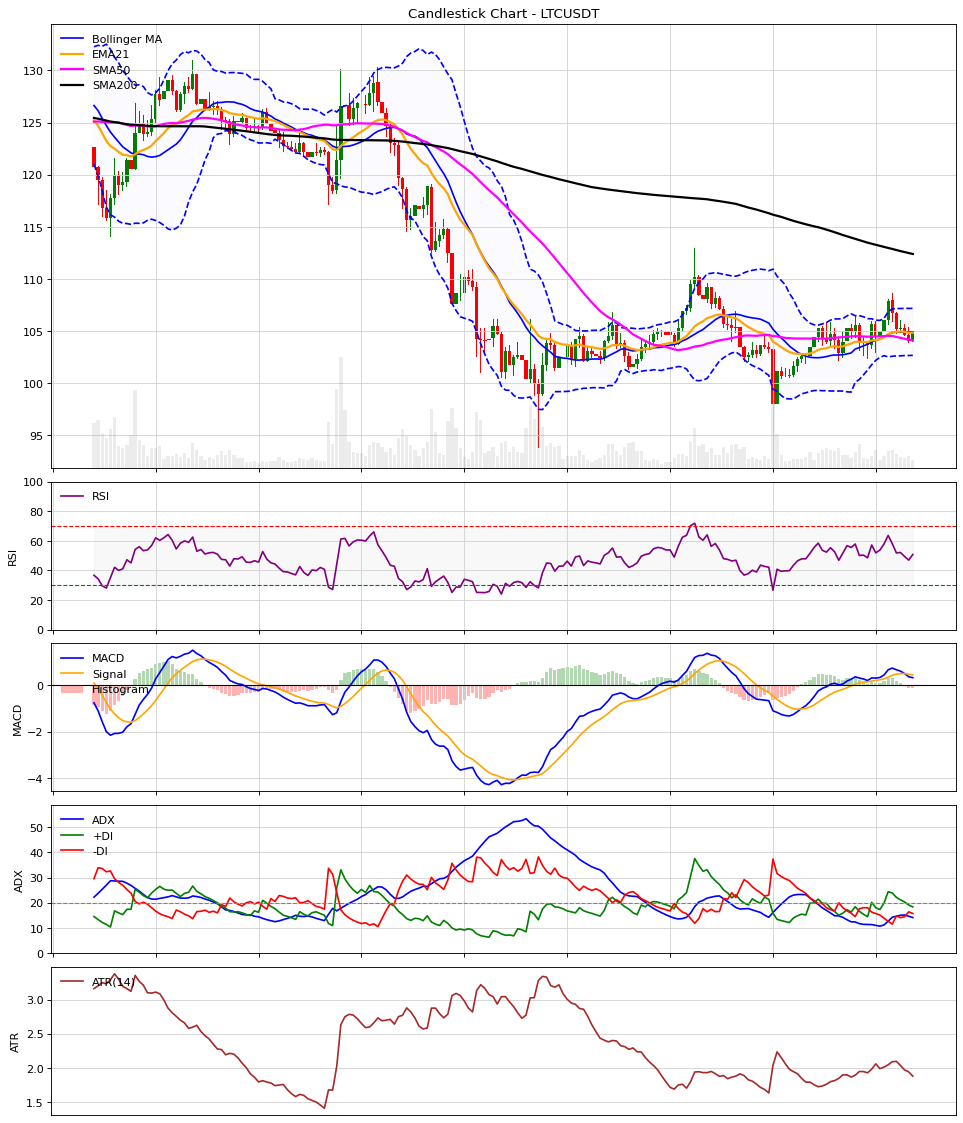 Candlestick Chart - LTCUSDT
Bollinger MA
EMA21
SMA50
SMA200
130
125
120
115
110
105
100
95
RSI
100
80
60
40
20
0
RSI
MACD
Signal
Histogram
0
−2
−4
MACD
ADX
+DI
-DI
50
40
30
20
10
0
ADX
ATR(14)
3.0
2.5
2.0
1.5
ATR